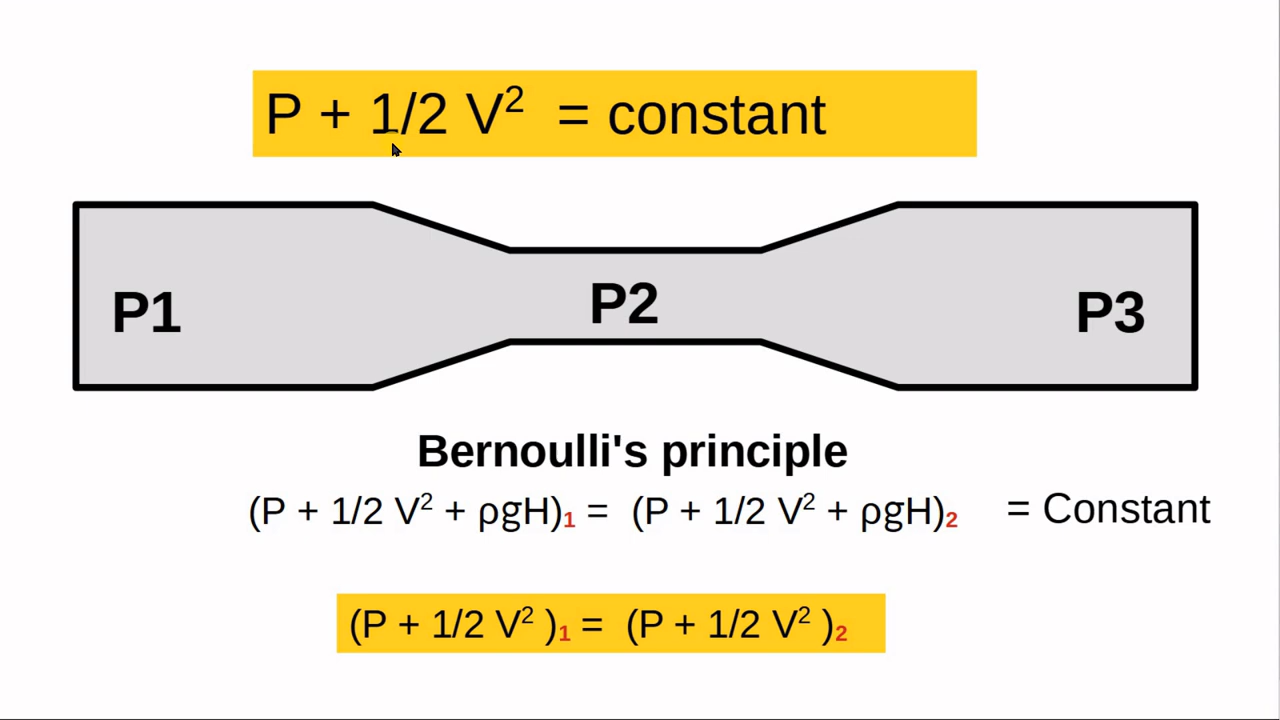 P + 1/2 V² = constant
P1 P2 P3
Bernoulli's principle
(P + 1/2 V² + ρgH)₁ = (P + 1/2 V² + ρgH)₂ = Constant
(P + 1/2 V² )₁ = (P + 1/2 V² )₂